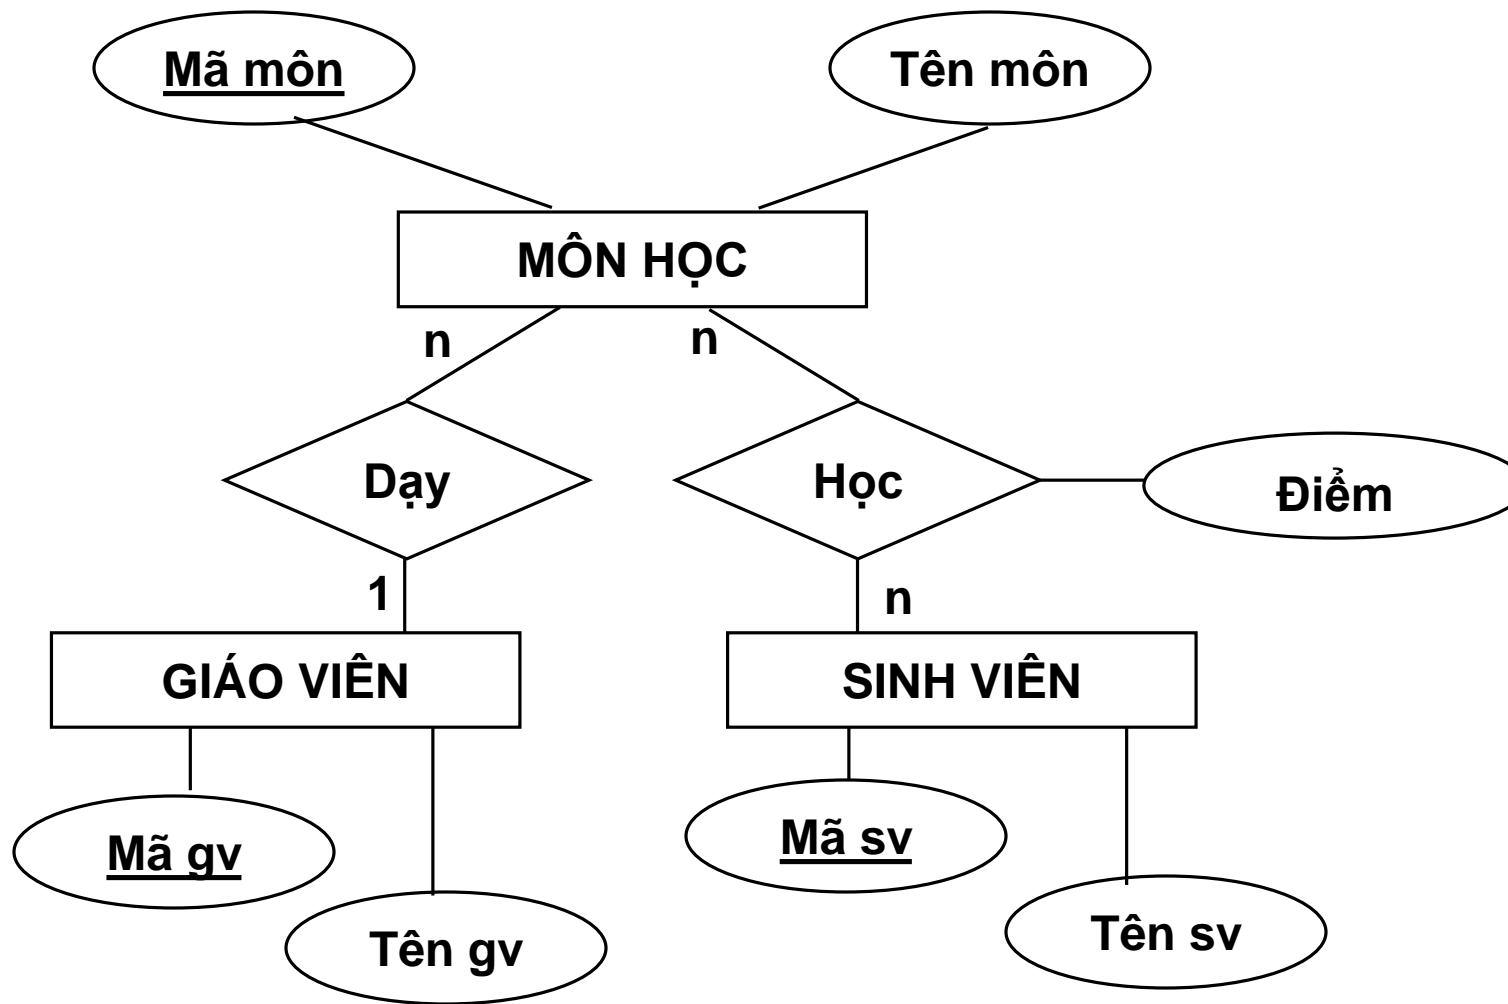 Mã môn
Tên môn
MÔN HỌC
n
n
Dạy
Học
Điểm
1
n
GIÁO VIÊN
SINH VIÊN
Mã gv
Mã sv
Tên gv
Tên sv